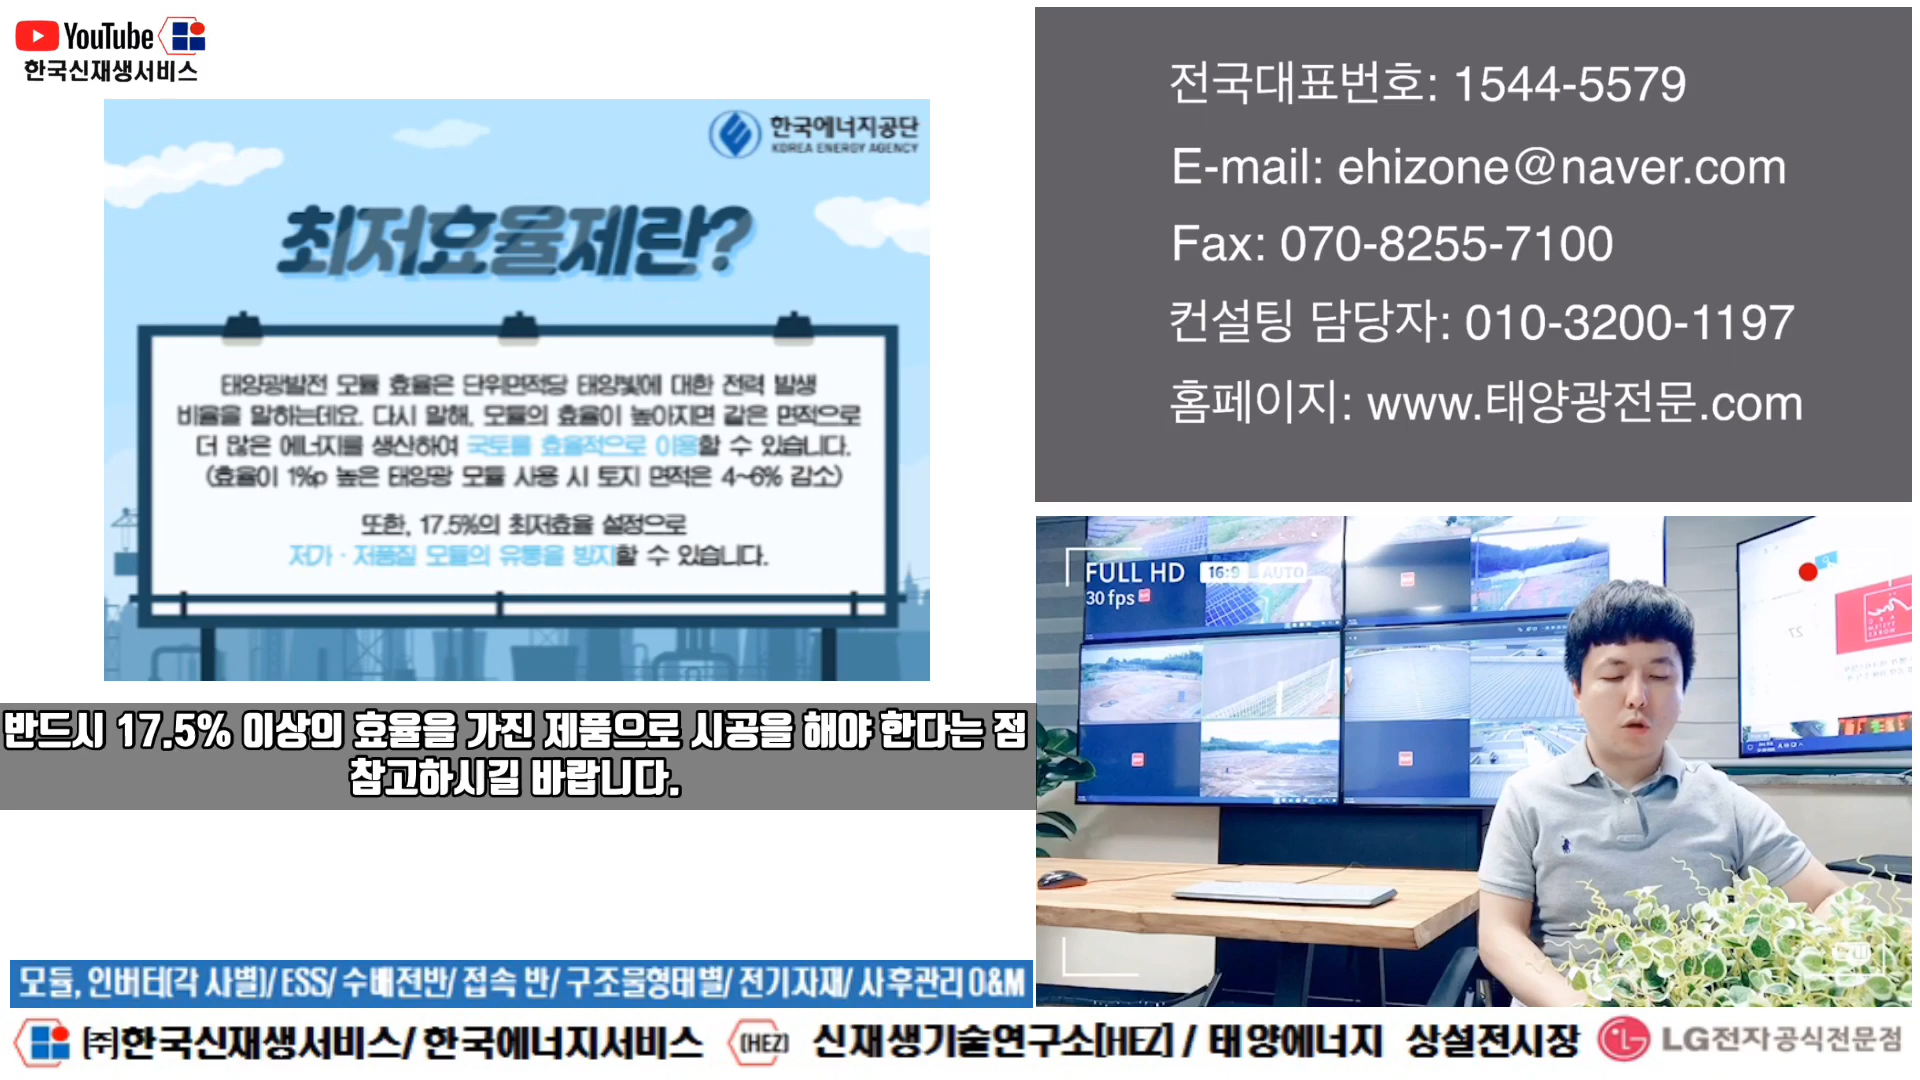 YouTube
한국신재생서비스
한국에너지공단
KOREA ENERGY AGENCY
최저효율제란?
태양광발전 모듈 효율은 단위면적당 태양빛에 대한 전력 발생
비율을 말하는데요. 다시 말해, 모듈의 효율이 높아지면 같은 면적으로
더 많은 에너지를 생산하여 국토를 효율적으로 이용할 수 있습니다.
(효율이 1%p 높은 태양광 모듈 사용 시 토지 면적은 4~6% 감소)
또한, 17.5%의 최저효율 설정으로
저가·저품질 모듈의 유통을 방지할 수 있습니다.
반드시 17.5% 이상의 효율을 가진 제품으로 시공을 해야 한다는 점
참고하시길 바랍니다.
전국대표번호: 1544-5579
E-mail: ehizone@naver.com
Fax: 070-8255-7100
컨설팅 담당자: 010-3200-1197
홈페이지: www.태양광전문.com
FULL HD 16:9 AUTO
30 fps
27
모듈, 인버터(각 사별)/ ESS/ 수배전반/ 접속 반/ 구조물형태별/ 전기자재/ 사후관리 O&M
㈜한국신재생서비스/ 한국에너지서비스 (HEZ) 신재생기술연구소[HEZ] / 태양에너지 상설전시장 LG전자공식전문점